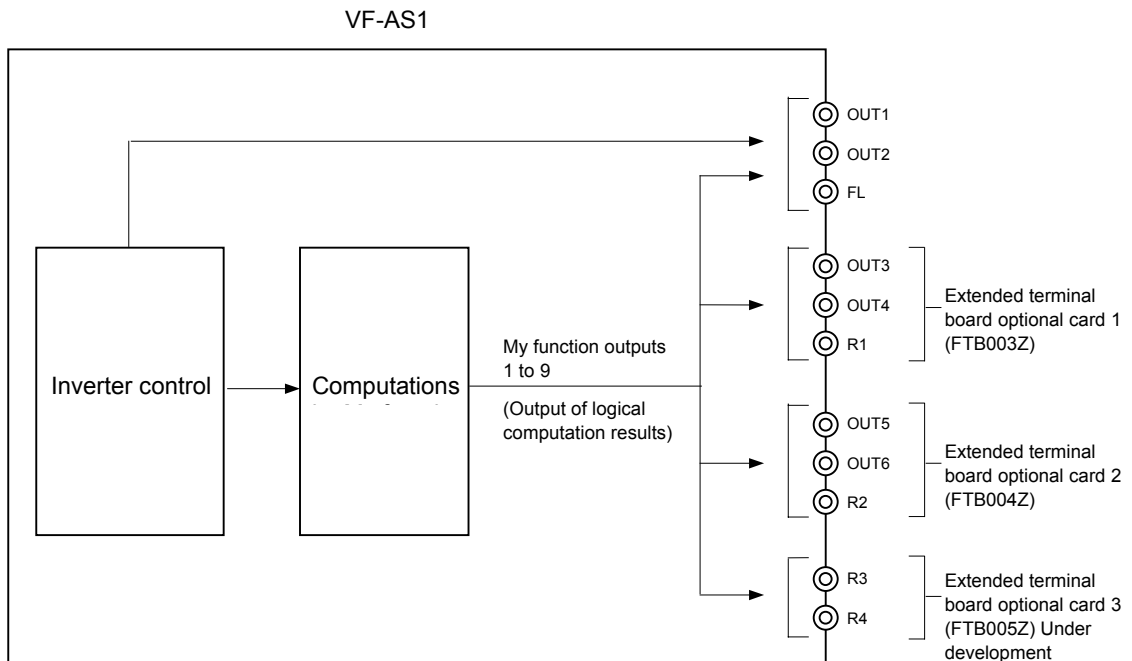 VF-AS1
OUT1
OUT2
FL
OUT3
OUT4
R1
Extended terminal
board optional card 1
(FTB003Z)
Inverter control
Computations
My function outputs
1 to 9
(Output of logical
computation results)
OUT5
OUT6
R2
Extended terminal
board optional card 2
(FTB004Z)
R3
R4
Extended terminal
board optional card 3
(FTB005Z) Under
development